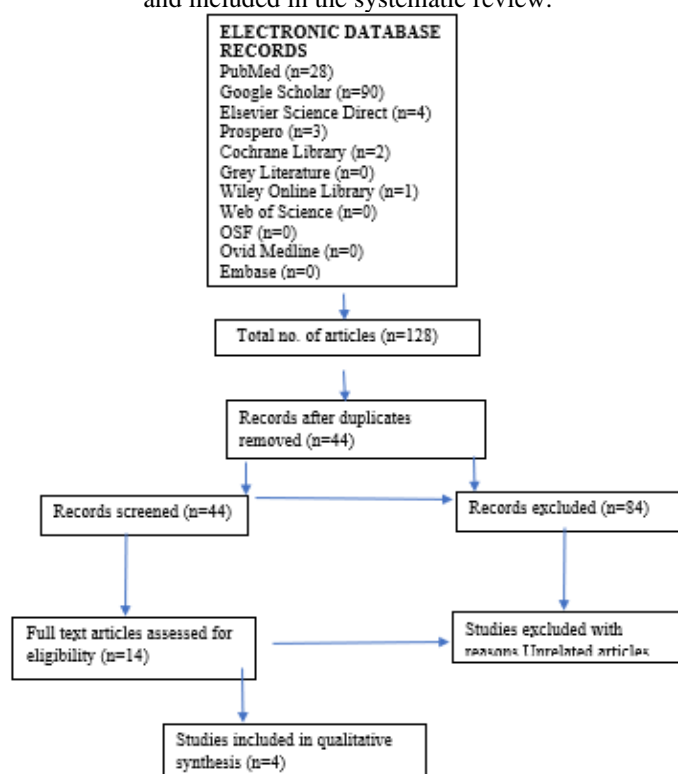 and included in the systematic review.
ELECTRONIC DATABASE
RECORDS
PubMed (n=28)
Google Scholar (n=90)
Elsevier Science Direct (n=4)
Prospero (n=3)
Cochrane Library (n=2)
Grey Literature (n=0)
Wiley Online Library (n=1)
Web of Science (n=0)
OSF (n=0)
Ovid Medline (n=0)
Embase (n=0)
Total no. of articles (n=128)
Records after duplicates
removed (n=44)
Records screened (n=44)
Records excluded (n=84)
Full text articles assessed for
eligibility (n=14)
Studies excluded with
reasons Unrelated articles
Studies included in qualitative
synthesis (n=4)